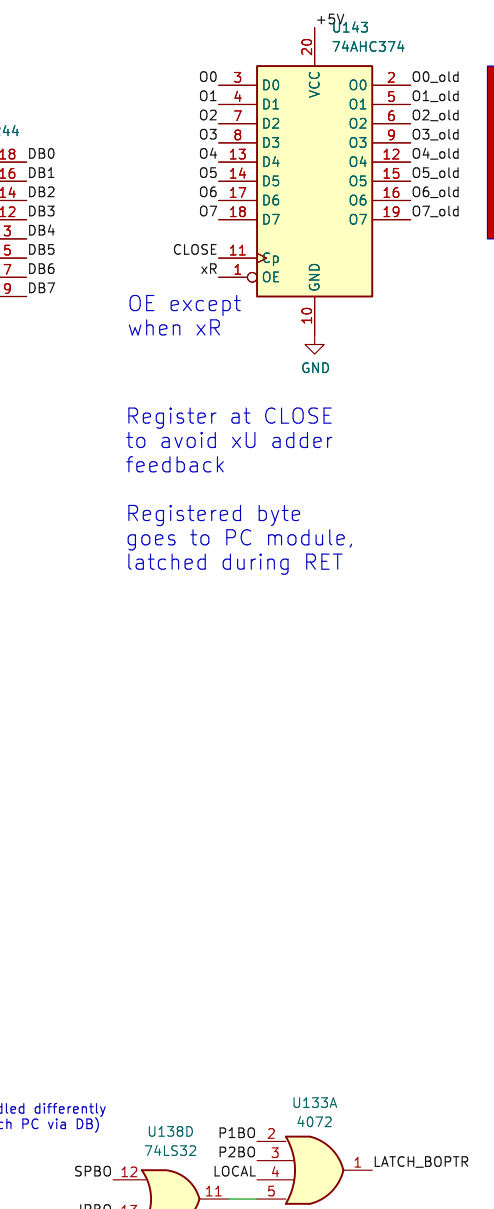 +5V
U143
74AHC374
20
VCC
O0 3 D0 O0 2 O0_old
O1 4 D1 O1 5 O1_old
O2 7 D2 O2 6 O2_old
O3 8 D3 O3 9 O3_old
O4 13 D4 O4 12 O4_old
O5 14 D5 O5 15 O5_old
O6 17 D6 O6 16 O6_old
O7 18 D7 O7 19 O7_old
CLOSE 11 Cp
xR 1 OE
GND
10
GND
44
18 DB0
16 DB1
14 DB2
12 DB3
3 DB4
5 DB5
7 DB6
9 DB7
OE except
when xR
Register at CLOSE
to avoid xU adder
feedback
Registered byte
goes to PC module,
latched during RET
dled differently
ch PC via DB)
U138D
74LS32
SPBO 12
11
13
U133A
4072
P1BO 2
P2BO 3
LOCAL 4
5
1 LATCH_BOPTR